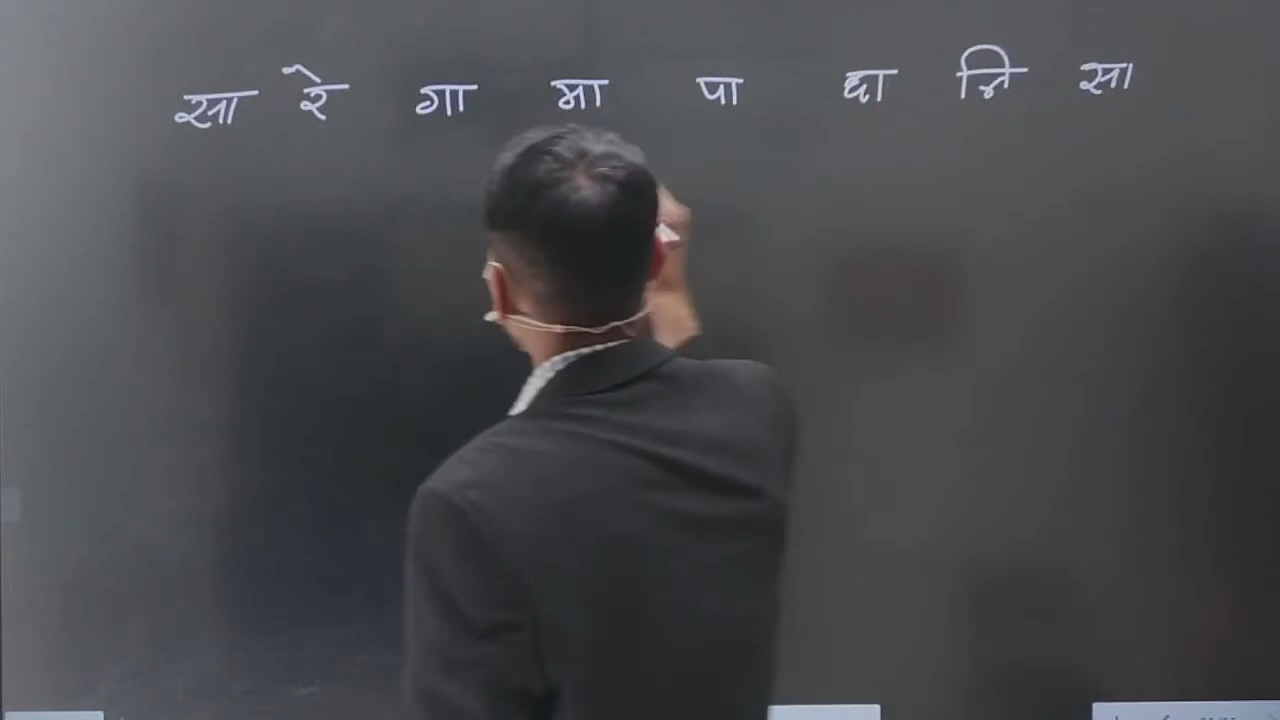 सा रे गा मा पा धा नि सा